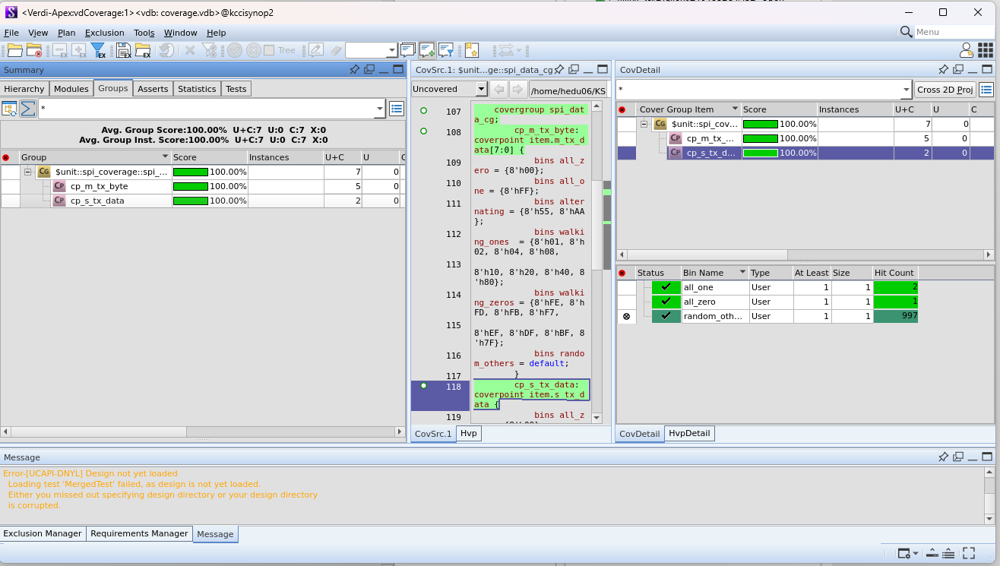 <Verdi-Apex:vdCoverage:1><vdb: coverage.vdb>@kccisynop2
File View Plan Exclusion Tools Window Help
Menu
EX EX EX EX EX EX Tree
Summary
Hierarchy Modules Groups Asserts Statistics Tests
*
Avg. Group Score:100.00% U+C:7 U:0 C:7 X:0
Avg. Group Inst. Score:100.00% U+C:7 U:0 C:7 X:0
Group Score Instances U+C U
$unit::spi_coverage::spi_... 100.00% 7 0
cp_m_tx_byte 100.00% 5 0
cp_s_tx_data 100.00% 2 0
CovSrc.1: $unit...ge::spi_data_cg
Uncovered /home/hedu06/KS
107 covergroup spi_dat
a_cg;
108 cp_m_tx_byte:
coverpoint item.m_tx_d
ata[7:0] {
109 bins all_z
ero = {8'h00};
110 bins all_o
ne = {8'hFF};
111 bins alter
nating = {8'h55, 8'hAA
};
112 bins walki
ng_ones = {8'h01, 8'h
02, 8'h04, 8'h08,
113
8'h10, 8'h20, 8'h40, 8
'h80};
114 bins walki
ng_zeros = {8'hFE, 8'h
FD, 8'hFB, 8'hF7,
115
8'hEF, 8'hDF, 8'hBF, 8
'h7F};
116 bins rando
m_others = default;
117 }
118 cp_s_tx_data:
coverpoint item.s_tx_d
ata {
119 bins all_z
CovSrc.1 Hvp
CovDetail
* Cross 2D Proj
Cover Group Item Score Instances U+C U C
$unit::spi_cov... 100.00% 7 0
cp_m_tx_... 100.00% 5 0
cp_s_tx_d... 100.00% 2 0
Status Bin Name Type At Least Size Hit Count
all_one User 1 1 2
all_zero User 1 1 1
random_oth... User 1 1 997
CovDetail HvpDetail
Message
Error-[UCAPI-DNYL] Design not yet loaded
Loading test 'MergedTest' failed, as design is not yet loaded.
Either you missed out specifying design directory or your design directory
is corrupted.
Exclusion Manager Requirements Manager Message